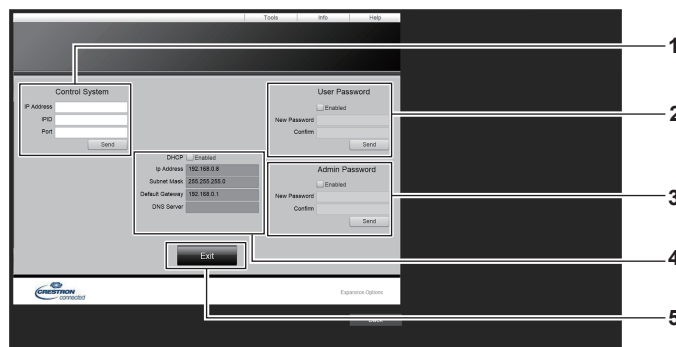 Tools Info Help
1
Control System
IP Address
IPID
Port
Send
User Password
Enabled
New Password
Confirm
Send
2
DHCP Enabled
Ip Address 192.168.0.8
Subnet Mask 255.255.255.0
Default Gateway 192.168.0.1
DNS Server
Admin Password
Enabled
New Password
Confirm
Send
3
4
Exit
CRESTRON
connected
Expansion Options
5